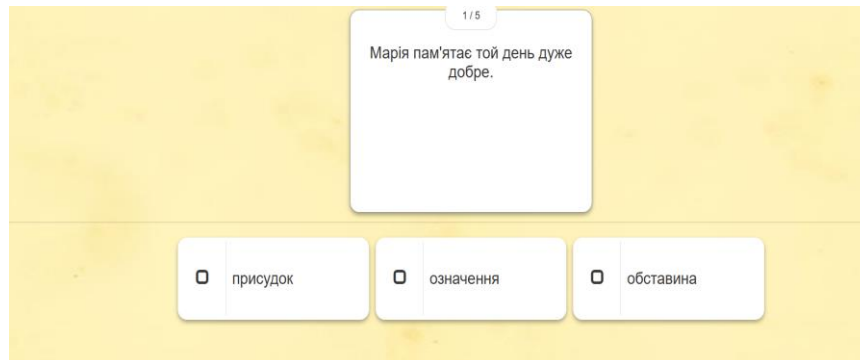 1 / 5
Марія пам'ятає той день дуже
добре.
присудок
означення
обставина